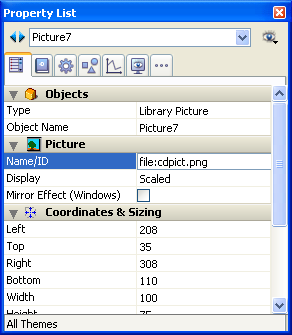 Property List
Picture7
Objects
Type Library Picture
Object Name Picture7
Picture
Name/ID file:cdpict.png
Display Scaled
Mirror Effect (Windows)
Coordinates & Sizing
Left 208
Top 35
Right 308
Bottom 110
Width 100
Height 75
All Themes